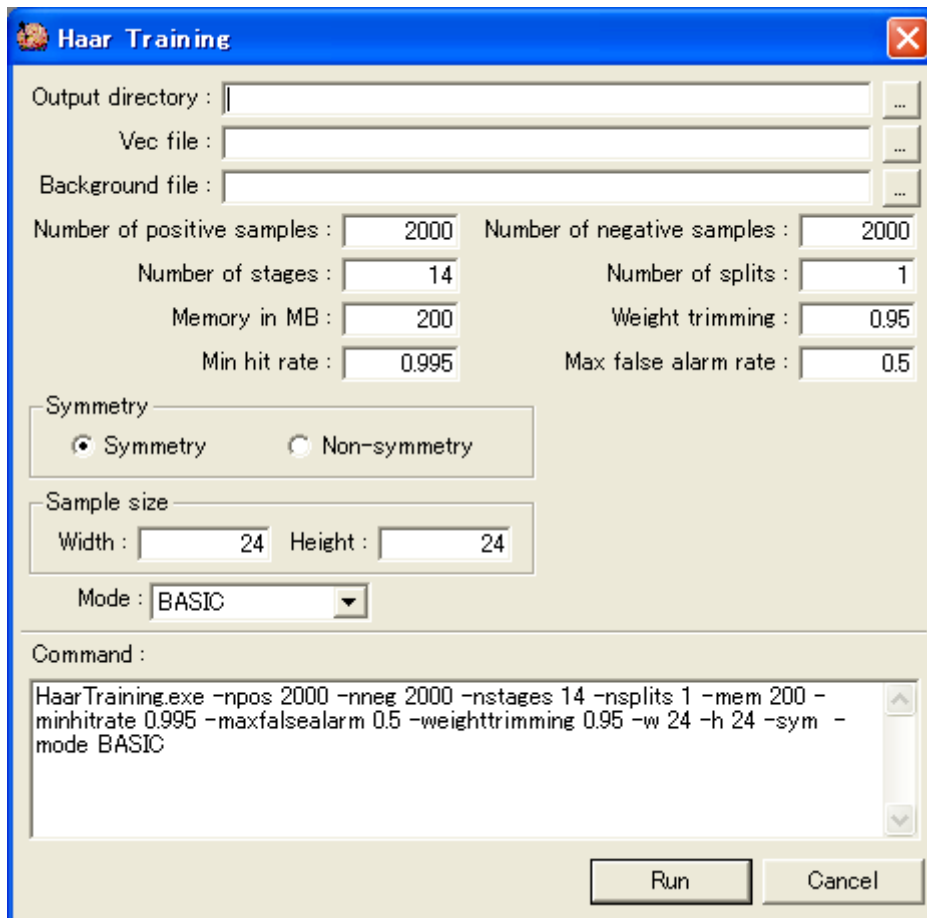 Haar Training
Output directory : ...
Vec file : ...
Background file : ...
Number of positive samples : 2000 Number of negative samples : 2000
Number of stages : 14 Number of splits : 1
Memory in MB : 200 Weight trimming : 0.95
Min hit rate : 0.995 Max false alarm rate : 0.5
Symmetry
Symmetry Non-symmetry
Sample size
Width : 24 Height : 24
Mode : BASIC
Command :
HaarTraining.exe -npos 2000 -nneg 2000 -nstages 14 -nsplits 1 -mem 200 -
minhitrate 0.995 -maxfalsealarm 0.5 -weighttrimming 0.95 -w 24 -h 24 -sym  -
mode BASIC
Run Cancel